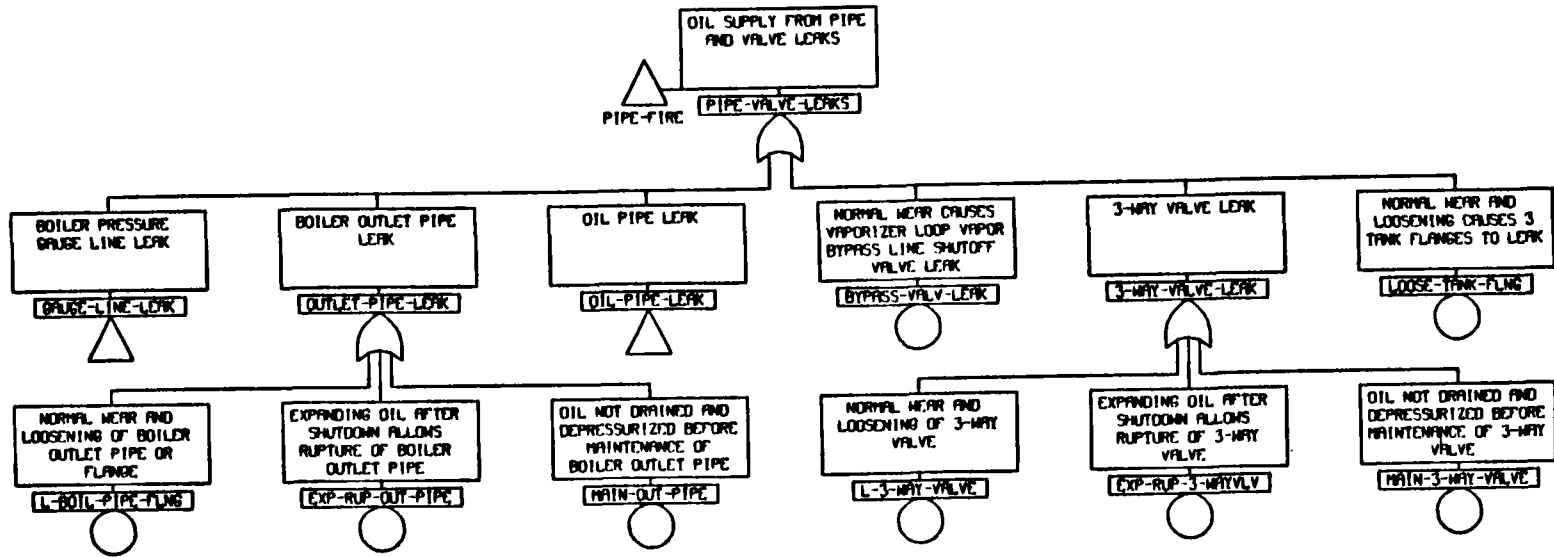 OIL SUPPLY FROM PIPE
AND VALVE LEAKS
PIPE-FIRE
PIPE-VALVE-LEAKS
BOILER PRESSURE
GAUGE LINE LEAK
GAUGE-LINE-LEAK
BOILER OUTLET PIPE
LEAK
OUTLET-PIPE-LEAK
OIL PIPE LEAK
OIL-PIPE-LEAK
NORMAL WEAR CAUSES
VAPORIZER LOOP VAPOR
BYPASS LINE SHUTOFF
VALVE LEAK
BYPASS-VALV-LEAK
3-WAY VALVE LEAK
3-WAY-VALVE-LEAK
NORMAL WEAR AND
LOOSENING CAUSES 3
TANK FLANGES TO LEAK
LOOSE-TANK-FLNG
NORMAL WEAR AND
LOOSENING OF BOILER
OUTLET PIPE OR
FLANGE
L-BOIL-PIPE-FLNG
EXPANDING OIL AFTER
SHUTDOWN ALLOWS
RUPTURE OF BOILER
OUTLET PIPE
EXP-RUP-OUT-PIPE
OIL NOT DRAINED AND
DEPRESSURIZED BEFORE
MAINTENANCE OF
BOILER OUTLET PIPE
MAIN-OUT-PIPE
NORMAL WEAR AND
LOOSENING OF 3-WAY
VALVE
L-3-WAY-VALVE
EXPANDING OIL AFTER
SHUTDOWN ALLOWS
RUPTURE OF 3-WAY
VALVE
EXP-RUP-3-WAYVLV
OIL NOT DRAINED AND
DEPRESSURIZED BEFORE
MAINTENANCE OF 3-WAY
VALVE
MAIN-3-WAY-VALVE